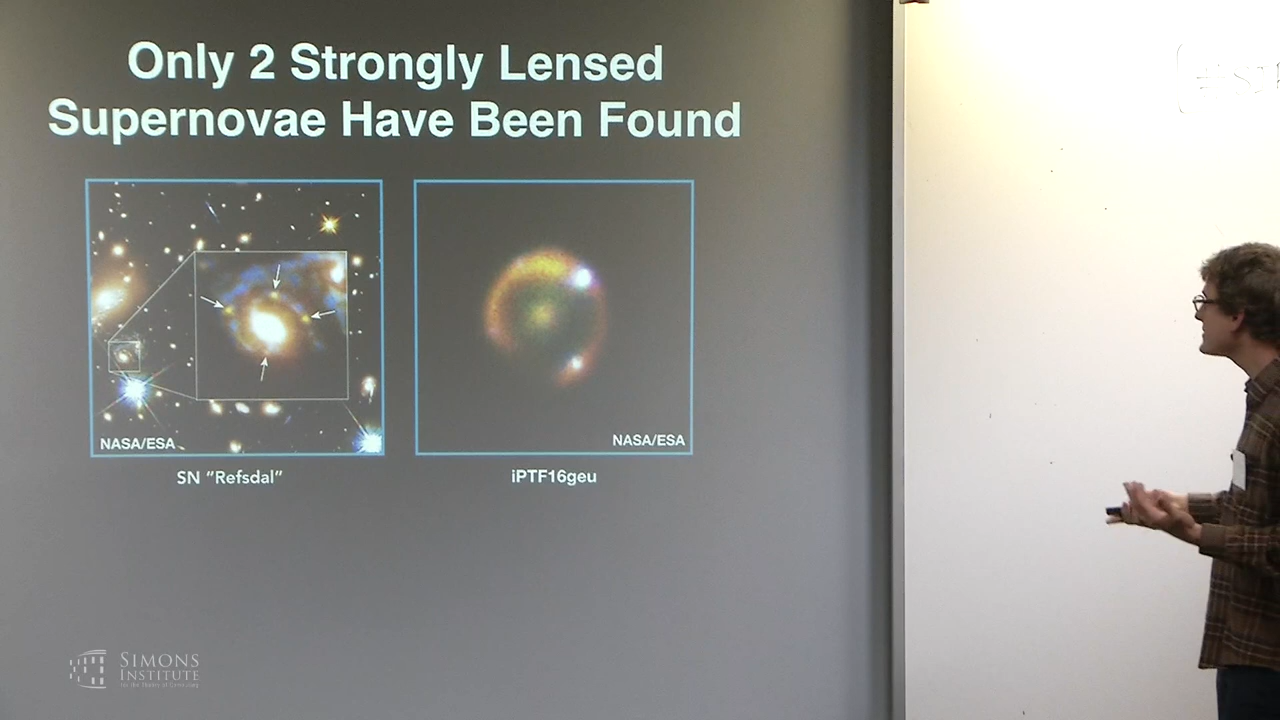 Only 2 Strongly Lensed
Supernovae Have Been Found
NASA/ESA
NASA/ESA
SN “Refsdal”
iPTF16geu
SIMONS
INSTITUTE